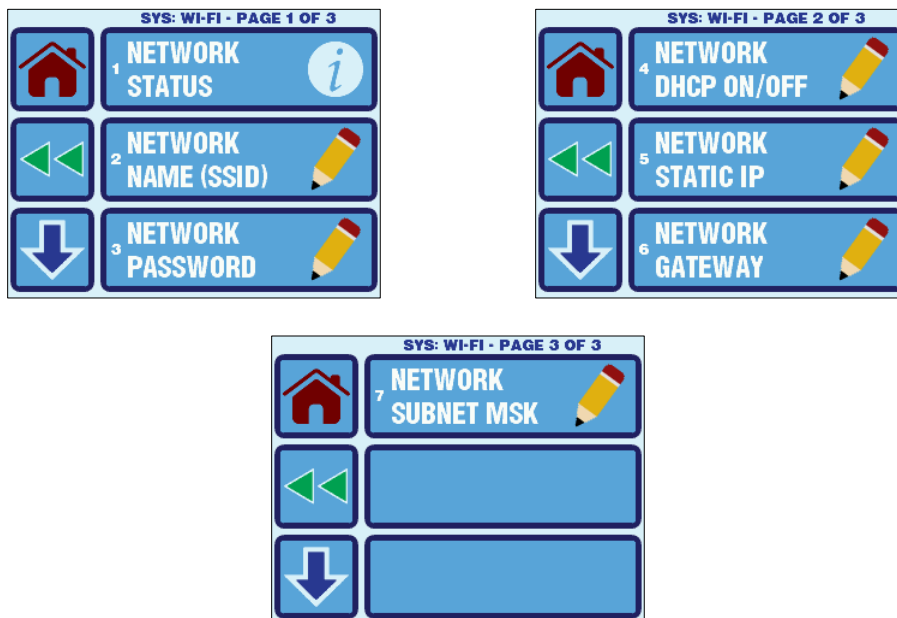 SYS: WI-FI - PAGE 1 OF 3
1 NETWORK
STATUS
i
2 NETWORK
NAME (SSID)
3 NETWORK
PASSWORD
SYS: WI-FI - PAGE 2 OF 3
4 NETWORK
DHCP ON/OFF
5 NETWORK
STATIC IP
6 NETWORK
GATEWAY
SYS: WI-FI - PAGE 3 OF 3
7 NETWORK
SUBNET MSK